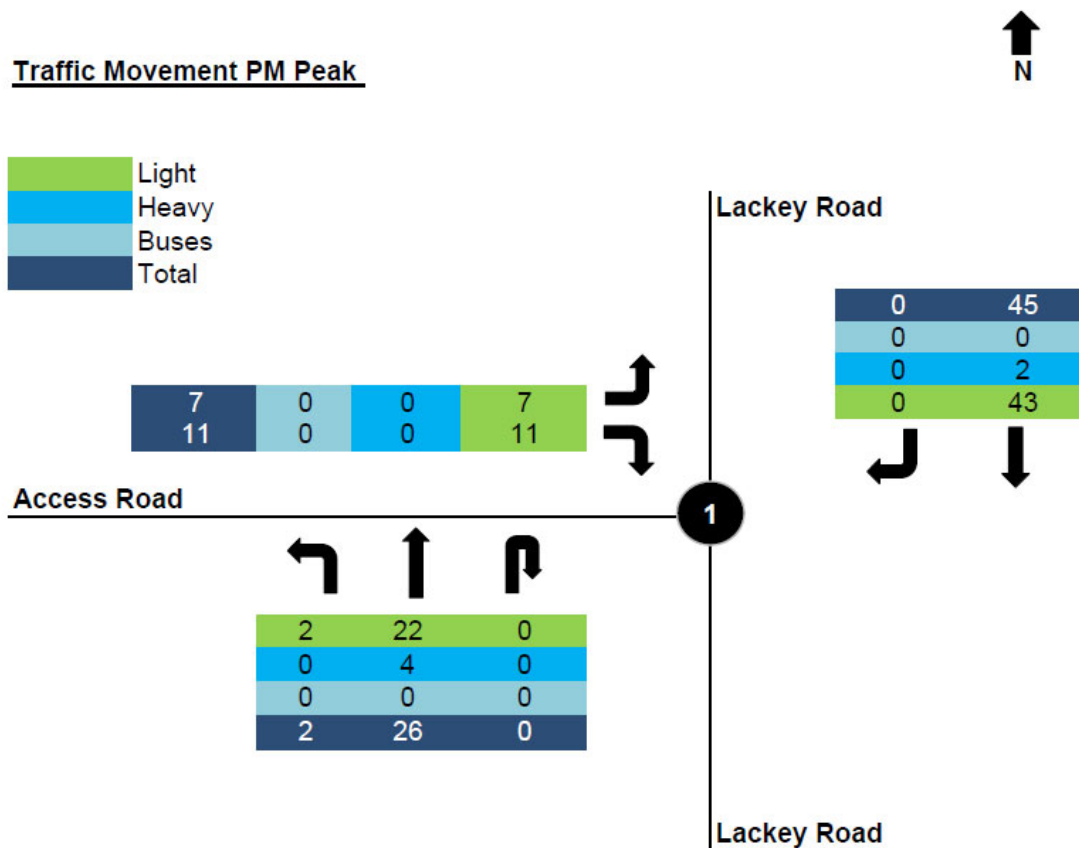 Traffic Movement PM Peak
N
Light
Heavy
Buses
Total
Lackey Road
0 45
0 0
0 2
0 43
7 0 0 7
11 0 0 11
Access Road
1
2 22 0
0 4 0
0 0 0
2 26 0
Lackey Road